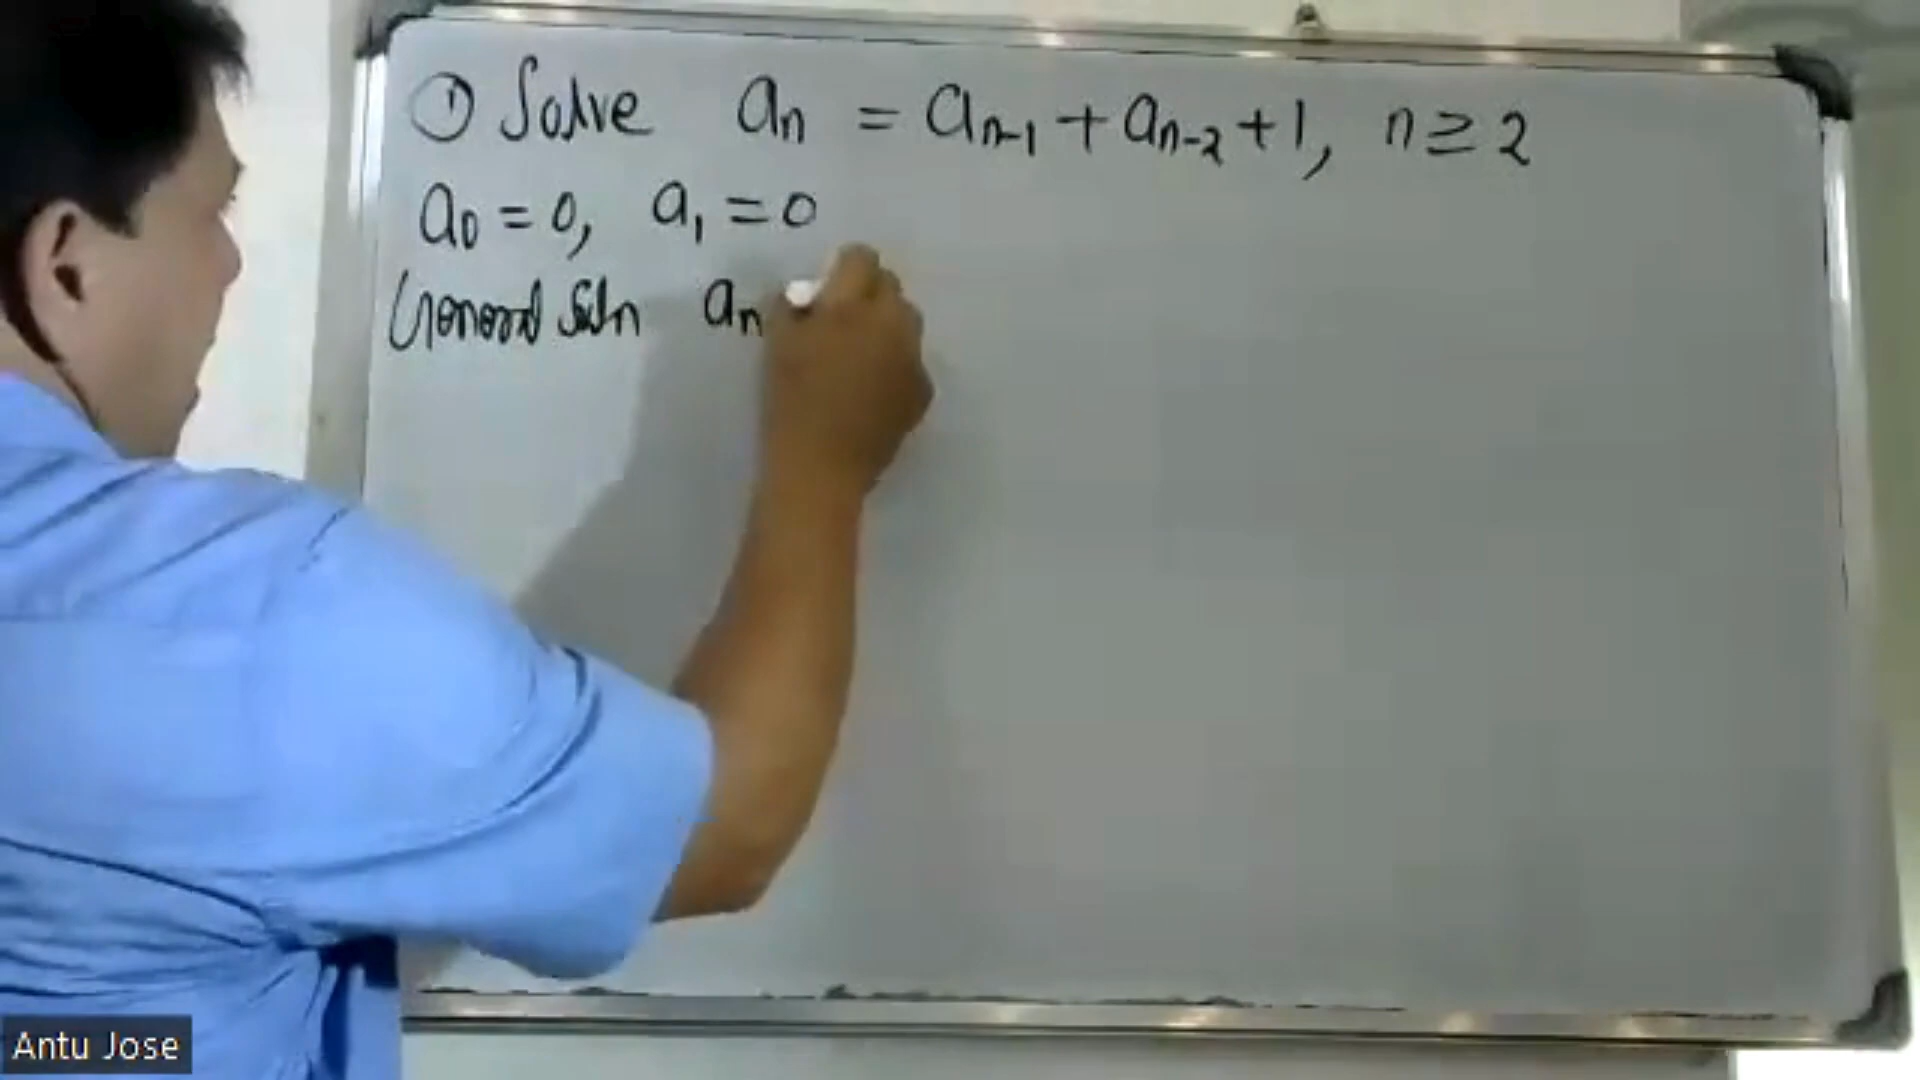 ① Solve aₙ = aₙ₋₁ + aₙ₋₂ + 1, n ≥ 2
a₀ = 0, a₁ = 0
General Soln aₙ
Antu Jose